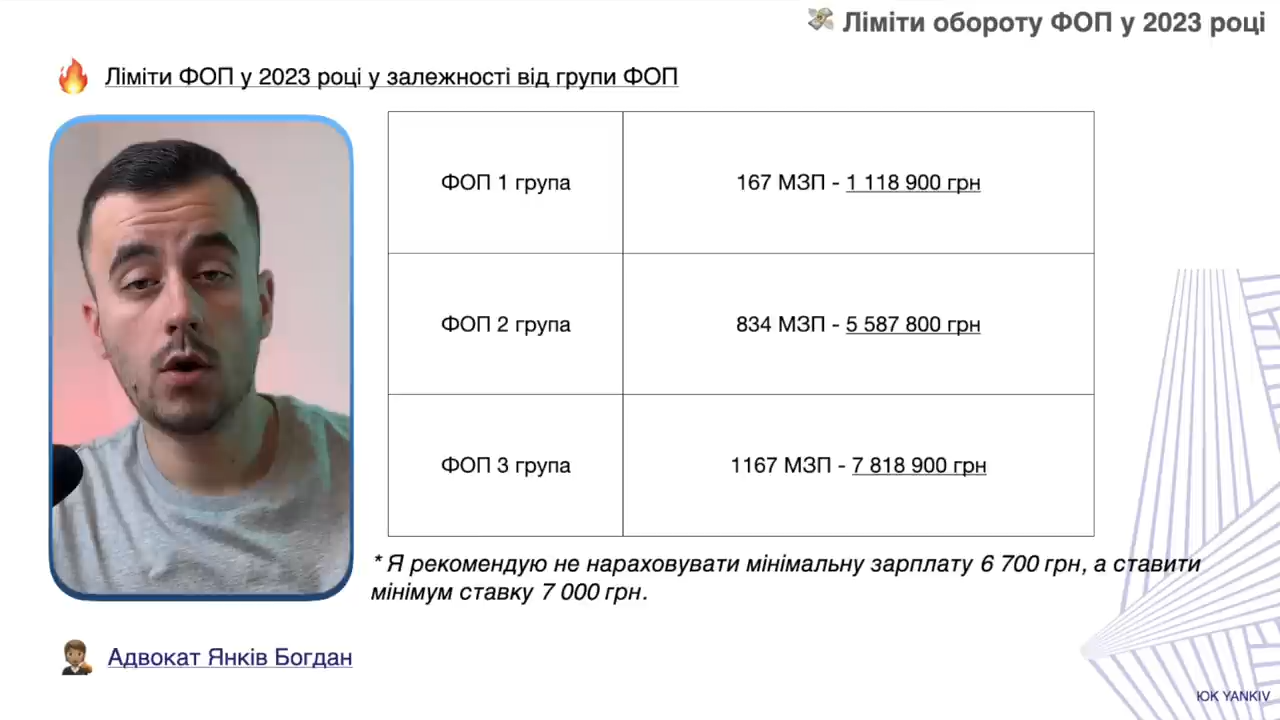 Ліміти обороту ФОП у 2023 році
Ліміти ФОП у 2023 році у залежності від групи ФОП
ФОП 1 група
167 МЗП - 1 118 900 грн
ФОП 2 група
834 МЗП - 5 587 800 грн
ФОП 3 група
1167 МЗП - 7 818 900 грн
* Я рекомендую не нараховувати мінімальну зарплату 6 700 грн, а ставити
мінімум ставку 7 000 грн.
Адвокат Янків Богдан
ЮК YANKIV